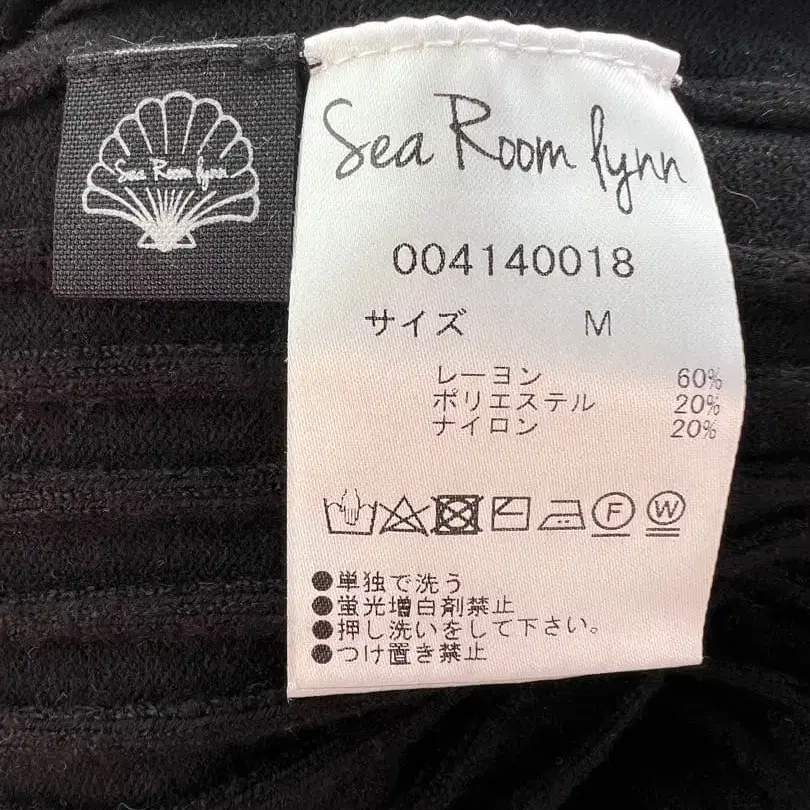 Sea Room lynn
Sea Room lynn
004140018
サイズ M
レーヨン 60%
ポリエステル 20%
ナイロン 20%
F W
●単独で洗う
●蛍光増白剤禁止
●押し洗いをして下さい。
●つけ置き禁止